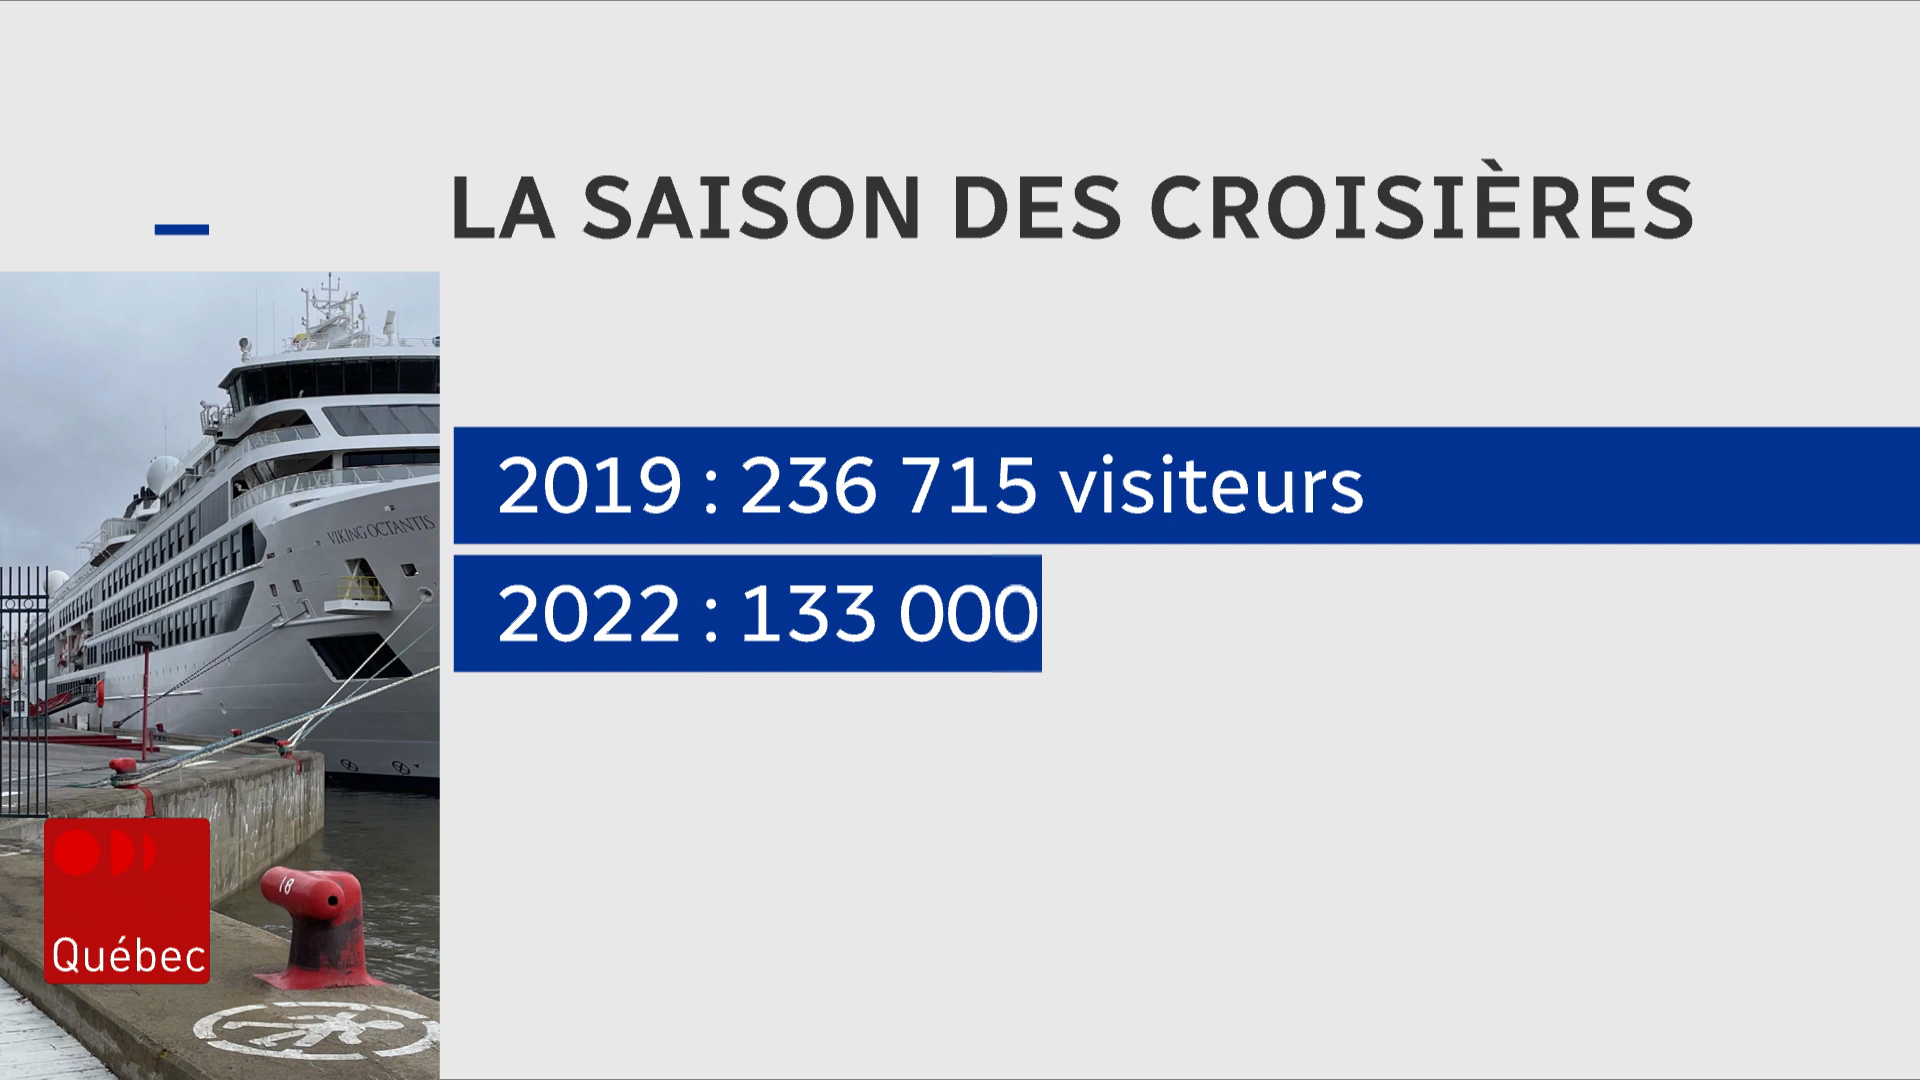 LA SAISON DES CROISIÈRES
2019 : 236 715 visiteurs
2022 : 133 000
VIKING OCTANTIS
18
Québec